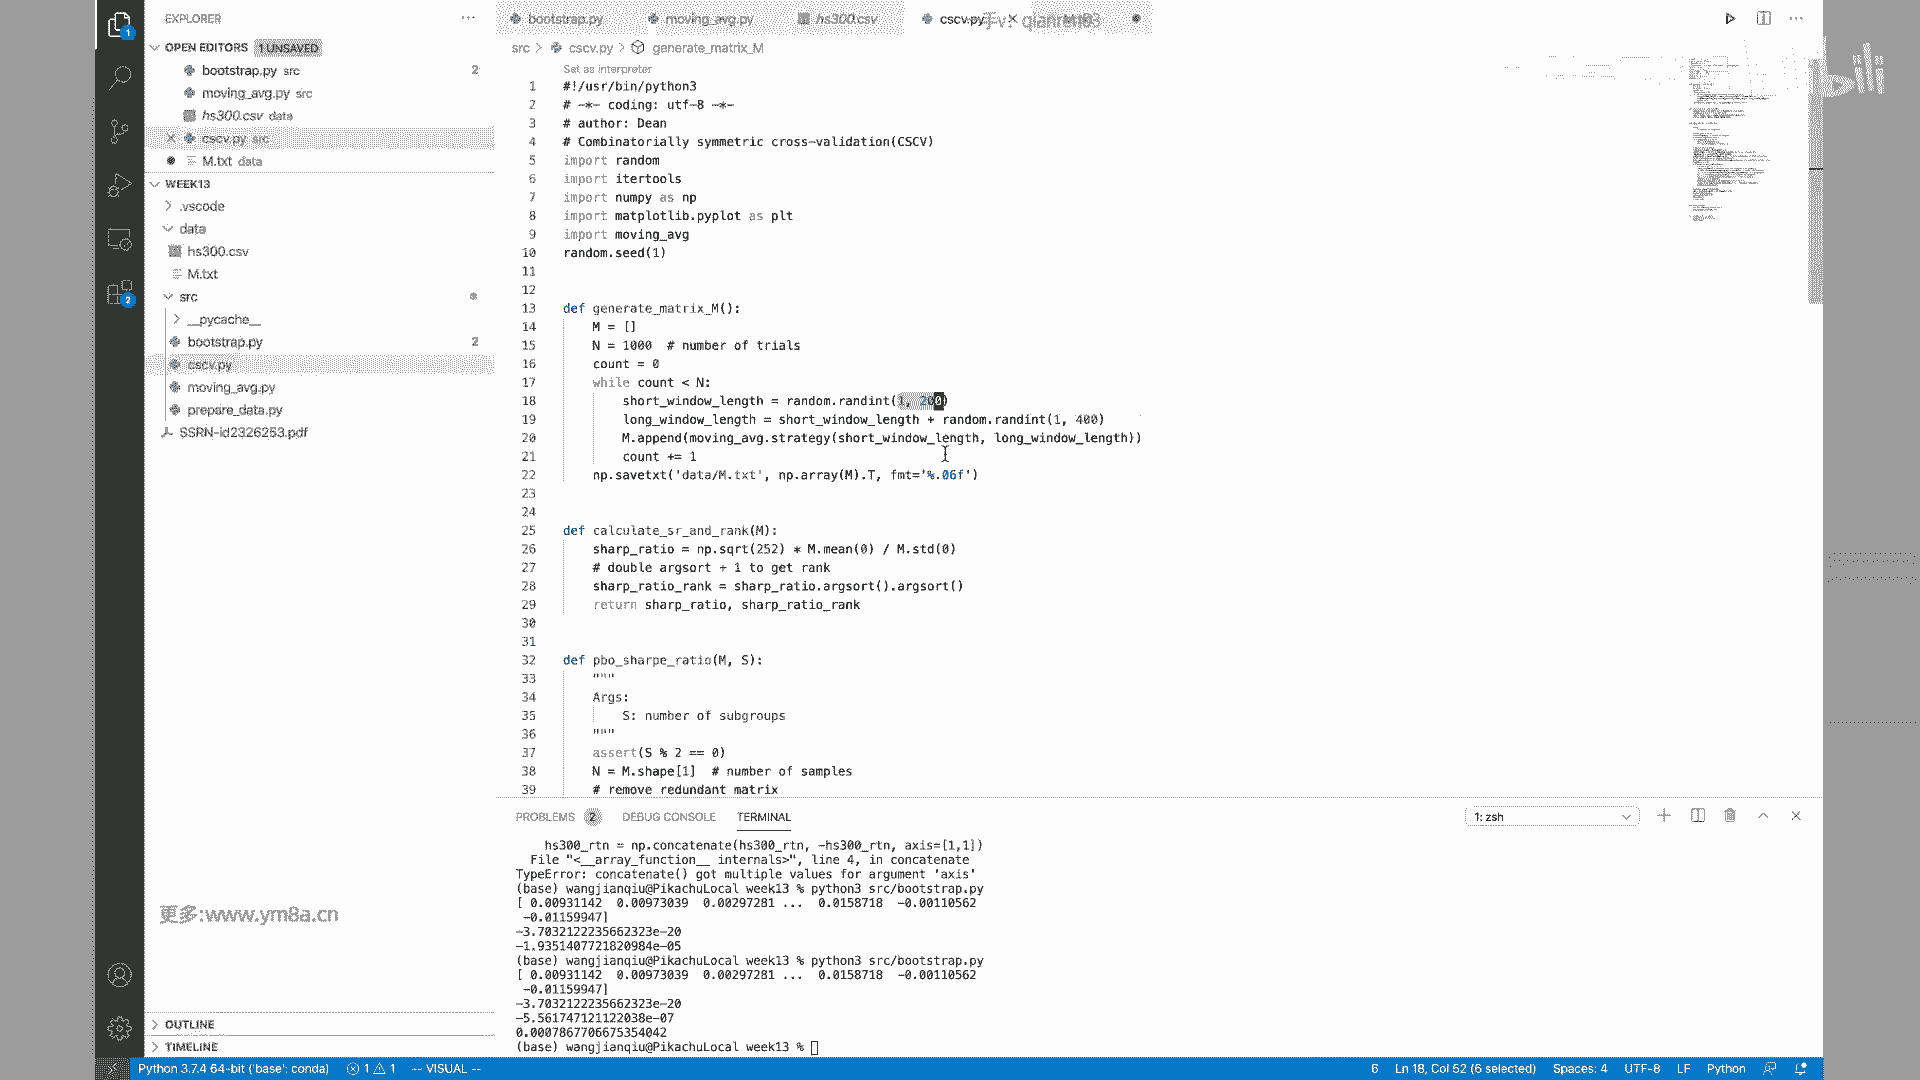 EXPLORER
OPEN EDITORS 1 UNSAVED
bootstrap.py src 2
moving_avg.py src
hs300.csv data
cscv.py src
M.txt data
WEEK13
.vscode
data
hs300.csv
M.txt
src
__pycache__
bootstrap.py 2
cscv.py
moving_avg.py
prepare_data.py
SSRN-id2326253.pdf
更多:www.ym8a.cn
OUTLINE
TIMELINE
bootstrap.py moving_avg.py hs300.csv cscv.py
src > cscv.py > generate_matrix_M
Set as interpreter
1 #!/usr/bin/python3
2 # -*- coding: utf-8 -*-
3 # author: Dean
4 # Combinatorially symmetric cross-validation(CSCV)
5 import random
6 import itertools
7 import numpy as np
8 import matplotlib.pyplot as plt
9 import moving_avg
10 random.seed(1)
11
12
13 def generate_matrix_M():
14 M = []
15 N = 1000 # number of trials
16 count = 0
17 while count < N:
18 short_window_length = random.randint(1, 200)
19 long_window_length = short_window_length + random.randint(1, 400)
20 M.append(moving_avg.strategy(short_window_length, long_window_length))
21 count += 1
22 np.savetxt('data/M.txt', np.array(M).T, fmt='%.06f')
23
24
25 def calculate_sr_and_rank(M):
26 sharp_ratio = np.sqrt(252) * M.mean(0) / M.std(0)
27 # double argsort + 1 to get rank
28 sharp_ratio_rank = sharp_ratio.argsort().argsort()
29 return sharp_ratio, sharp_ratio_rank
30
31
32 def pbo_sharpe_ratio(M, S):
33 """
34 Args:
35 S: number of subgroups
36 """
37 assert(S % 2 == 0)
38 N = M.shape[1] # number of samples
39 # remove redundant matrix
PROBLEMS 2 DEBUG CONSOLE TERMINAL 1: zsh
hs300_rtn = np.concatenate(hs300_rtn, -hs300_rtn, axis=[1,1])
File "<__array_function__ internals>", line 4, in concatenate
TypeError: concatenate() got multiple values for argument 'axis'
(base) wangjianqiu@PikachuLocal week13 % python3 src/bootstrap.py
[ 0.00931142 0.00973039 0.00297281 ... 0.0158718 -0.00110562
-0.01159947]
-3.7032122235662323e-20
-1.9351407721820984e-05
(base) wangjianqiu@PikachuLocal week13 % python3 src/bootstrap.py
[ 0.00931142 0.00973039 0.00297281 ... 0.0158718 -0.00110562
-0.01159947]
-3.7032122235662323e-20
-5.561747121122038e-07
0.0007867706675354042
(base) wangjianqiu@PikachuLocal week13 %
Python 3.7.4 64-bit ('base': conda) 1 1 -- VISUAL -- 6 Ln 18, Col 52 (6 selected) Spaces: 4 UTF-8 LF Python